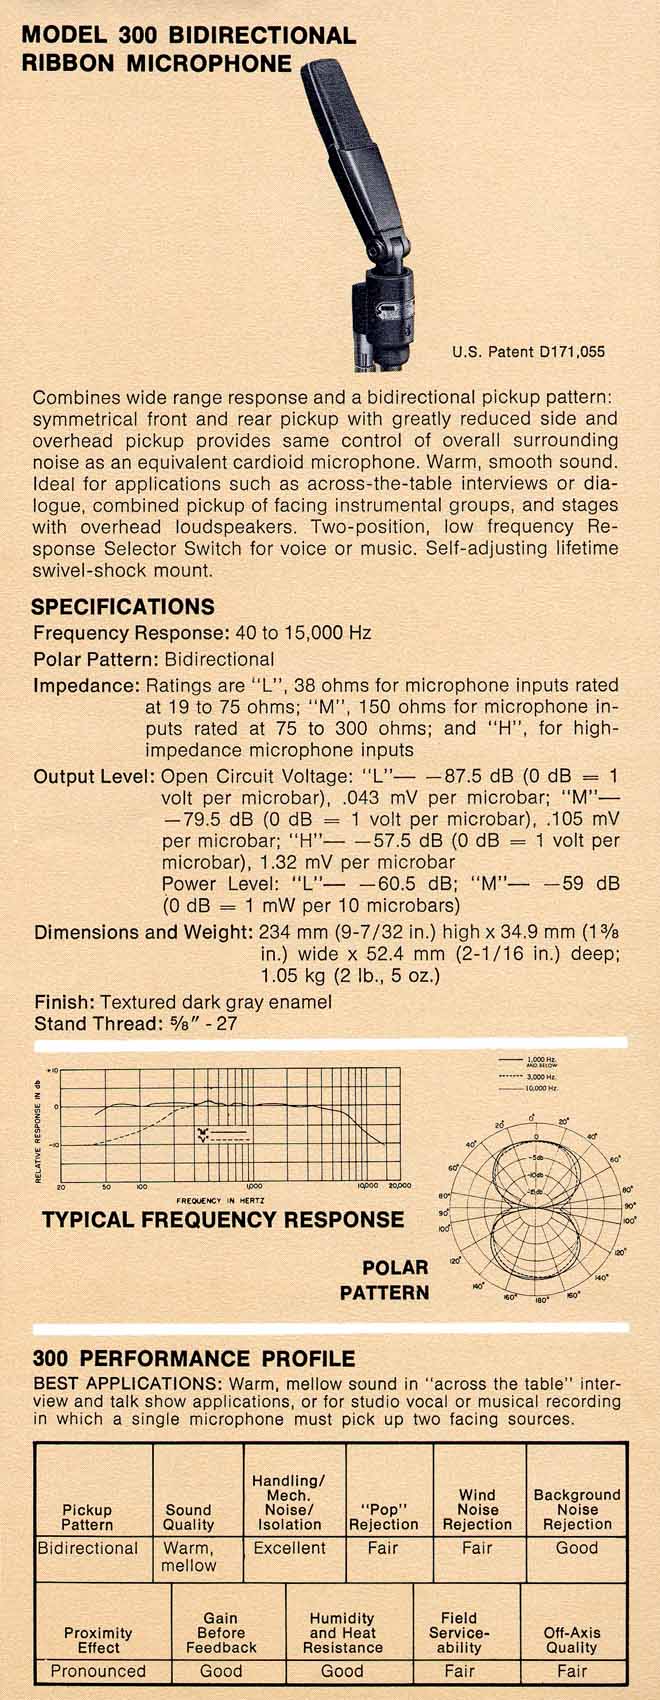 MODEL 300 BIDIRECTIONAL
RIBBON MICROPHONE
U.S. Patent D171,055
Combines wide range response and a bidirectional pickup pattern:
symmetrical front and rear pickup with greatly reduced side and
overhead pickup provides same control of overall surrounding
noise as an equivalent cardioid microphone. Warm, smooth sound.
Ideal for applications such as across-the-table interviews or dia-
logue, combined pickup of facing instrumental groups, and stages
with overhead loudspeakers. Two-position, low frequency Re-
sponse Selector Switch for voice or music. Self-adjusting lifetime
swivel-shock mount.
SPECIFICATIONS
Frequency Response: 40 to 15,000 Hz
Polar Pattern: Bidirectional
Impedance: Ratings are "L", 38 ohms for microphone inputs rated
at 19 to 75 ohms; "M", 150 ohms for microphone in-
puts rated at 75 to 300 ohms; and "H", for high-
impedance microphone inputs
Output Level: Open Circuit Voltage: "L"— —87.5 dB (0 dB = 1
volt per microbar), .043 mV per microbar; "M"—
—79.5 dB (0 dB = 1 volt per microbar), .105 mV
per microbar; "H"— —57.5 dB (0 dB = 1 volt per
microbar), 1.32 mV per microbar
Power Level: "L"— —60.5 dB; "M"— —59 dB
(0 dB = 1 mW per 10 microbars)
Dimensions and Weight: 234 mm (9-7/32 in.) high x 34.9 mm (1⅜
in.) wide x 52.4 mm (2-1/16 in.) deep;
1.05 kg (2 lb., 5 oz.)
Finish: Textured dark gray enamel
Stand Thread: ⅝" - 27
RELATIVE RESPONSE IN db
+10
0
-10
"M"
"V"
20 50 100 1,000 10,000 20,000
FREQUENCY IN HERTZ
TYPICAL FREQUENCY RESPONSE
1,000 Hz.
AND BELOW
3,000 Hz.
10,000 Hz.
0°
20° 20°
40° 40°
60° 60°
80° 80°
90° 90°
100° 100°
120° 120°
140° 140°
160° 180° 160°
0
-5db
-10db
-15db
POLAR
PATTERN
300 PERFORMANCE PROFILE
BEST APPLICATIONS: Warm, mellow sound in "across the table" inter-
view and talk show applications, or for studio vocal or musical recording
in which a single microphone must pick up two facing sources.
Pickup
Pattern
Sound
Quality
Handling/
Mech.
Noise/
Isolation
"Pop"
Rejection
Wind
Noise
Rejection
Background
Noise
Rejection
Bidirectional
Warm,
mellow
Excellent
Fair
Fair
Good
Proximity
Effect
Gain
Before
Feedback
Humidity
and Heat
Resistance
Field
Service-
ability
Off-Axis
Quality
Pronounced
Good
Good
Fair
Fair